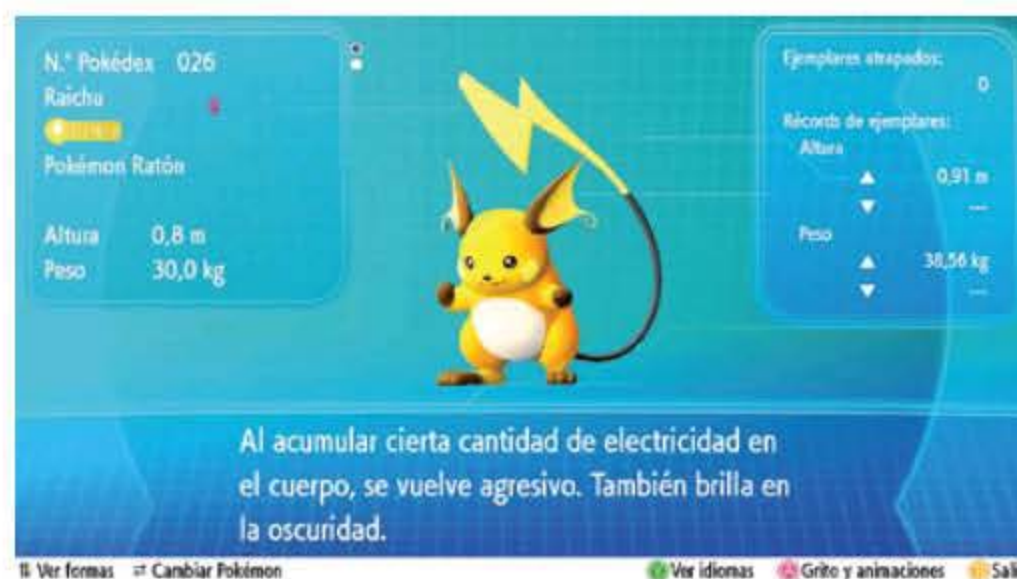 N.° Pokédex 026
Raichu
Pokémon Ratón
Altura 0,8 m
Peso 30,0 kg
Ejemplares atrapados:
0
Récords de ejemplares:
Altura
▲ 0,91 m
▼ ---
Peso
▲ 38,56 kg
▼ ---
Al acumular cierta cantidad de electricidad en
el cuerpo, se vuelve agresivo. También brilla en
la oscuridad.
Ver formas Cambiar Pokémon Ver idiomas Grito y animaciones